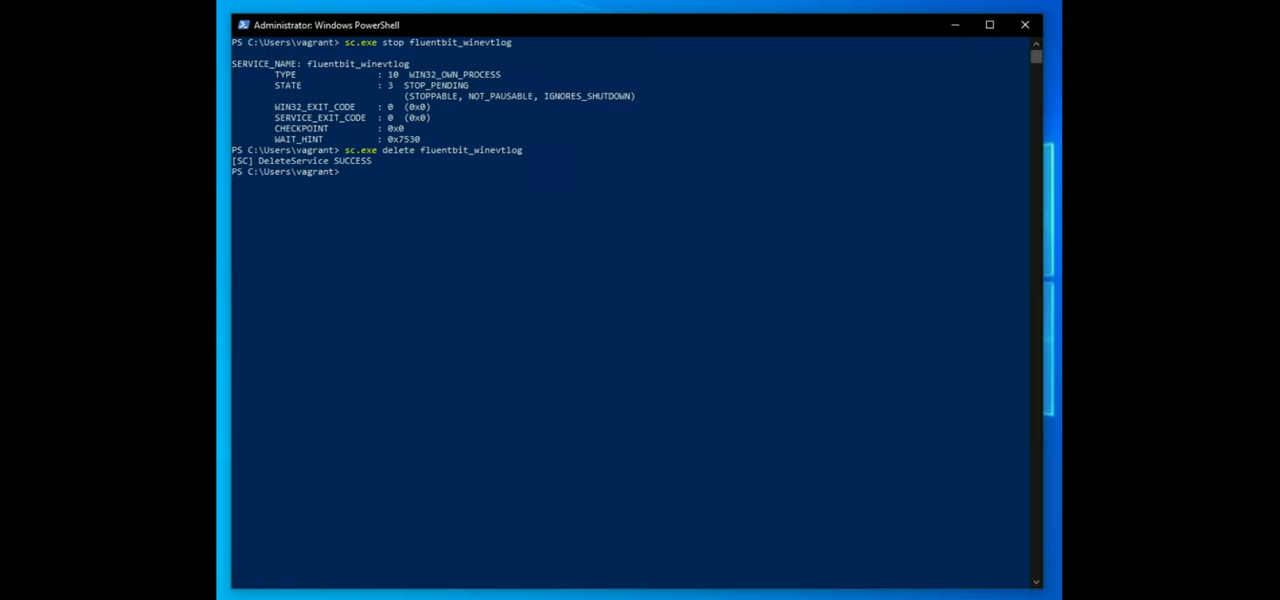 Administrator: Windows PowerShell
PS C:\Users\vagrant> sc.exe stop fluentbit_winevtlog
SERVICE_NAME: fluentbit_winevtlog
TYPE : 10 WIN32_OWN_PROCESS
STATE : 3 STOP_PENDING
(STOPPABLE, NOT_PAUSABLE, IGNORES_SHUTDOWN)
WIN32_EXIT_CODE : 0 (0x0)
SERVICE_EXIT_CODE : 0 (0x0)
CHECKPOINT : 0x0
WAIT_HINT : 0x7530
PS C:\Users\vagrant> sc.exe delete fluentbit_winevtlog
[SC] DeleteService SUCCESS
PS C:\Users\vagrant>